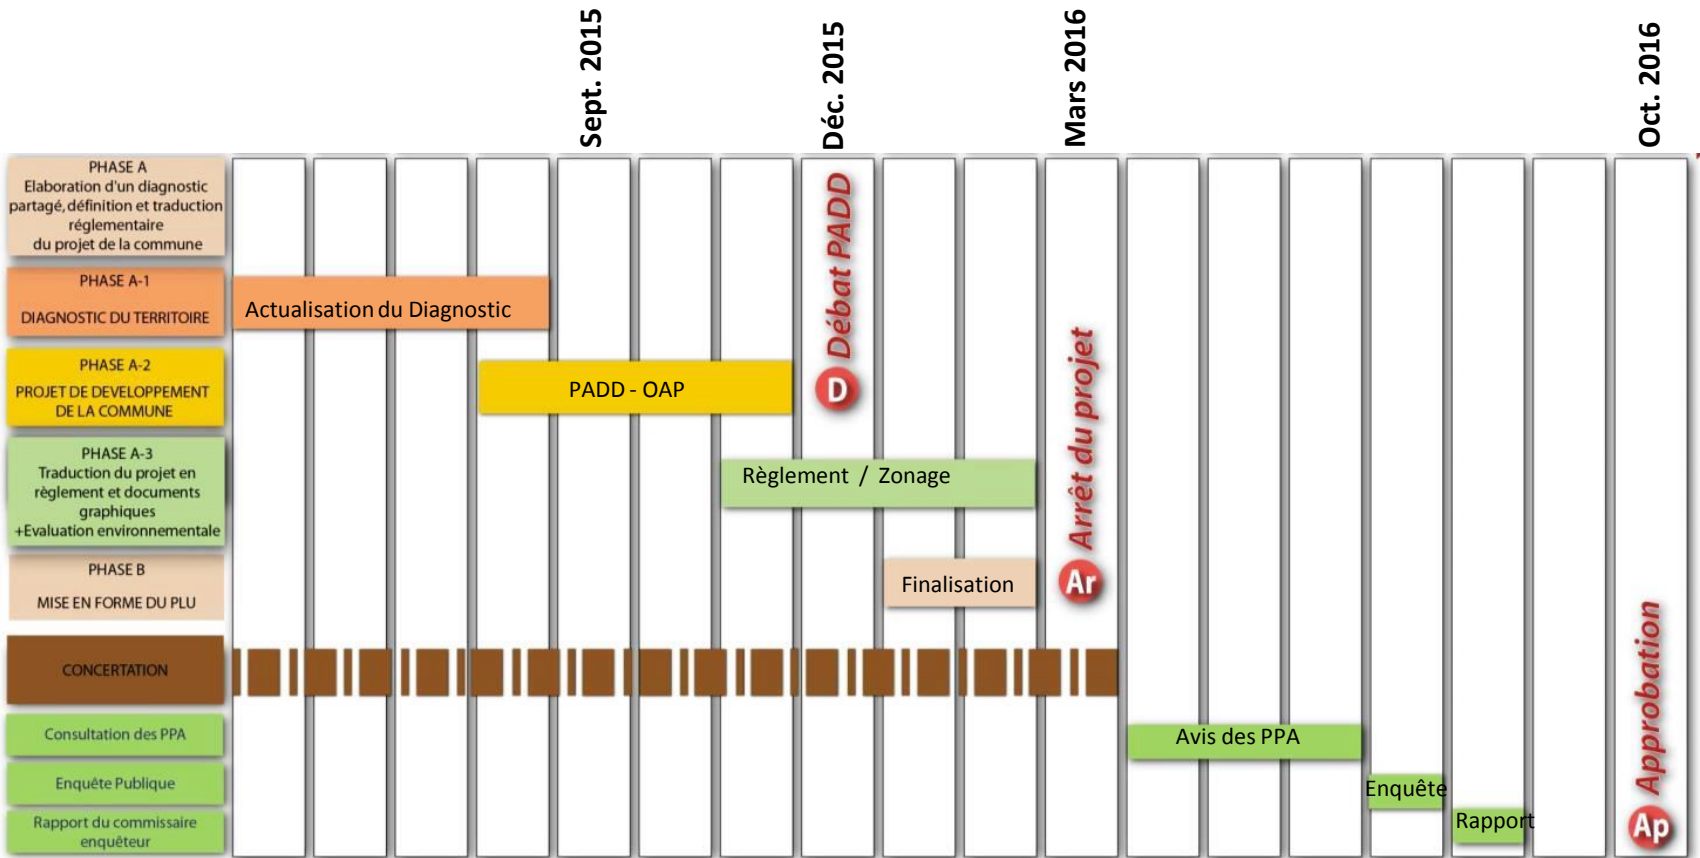 Sept. 2015
Déc. 2015
Mars 2016
Oct. 2016
PHASE A
Elaboration d'un diagnostic
partagé, définition et traduction
réglementaire
du projet de la commune
PHASE A-1
DIAGNOSTIC DU TERRITOIRE
Actualisation du Diagnostic
PHASE A-2
PROJET DE DEVELOPPEMENT
DE LA COMMUNE
PADD - OAP
D Débat PADD
PHASE A-3
Traduction du projet en
règlement et documents
graphiques
+Evaluation environnementale
Règlement / Zonage
PHASE B
MISE EN FORME DU PLU
Finalisation
Ar Arrêt du projet
CONCERTATION
Consultation des PPA
Avis des PPA
Enquête Publique
Enquête
Rapport du commissaire
enquêteur
Rapport
Ap Approbation